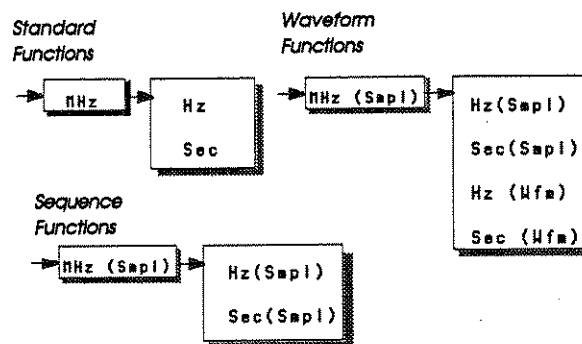 Standard
Functions
MHz
Hz
Sec
Waveform
Functions
MHz (Smpl)
Hz(Smpl)
Sec(Smpl)
Hz (Wfm)
Sec (Wfm)
Sequence
Functions
MHz (Smpl)
Hz(Smpl)
Sec(Smpl)